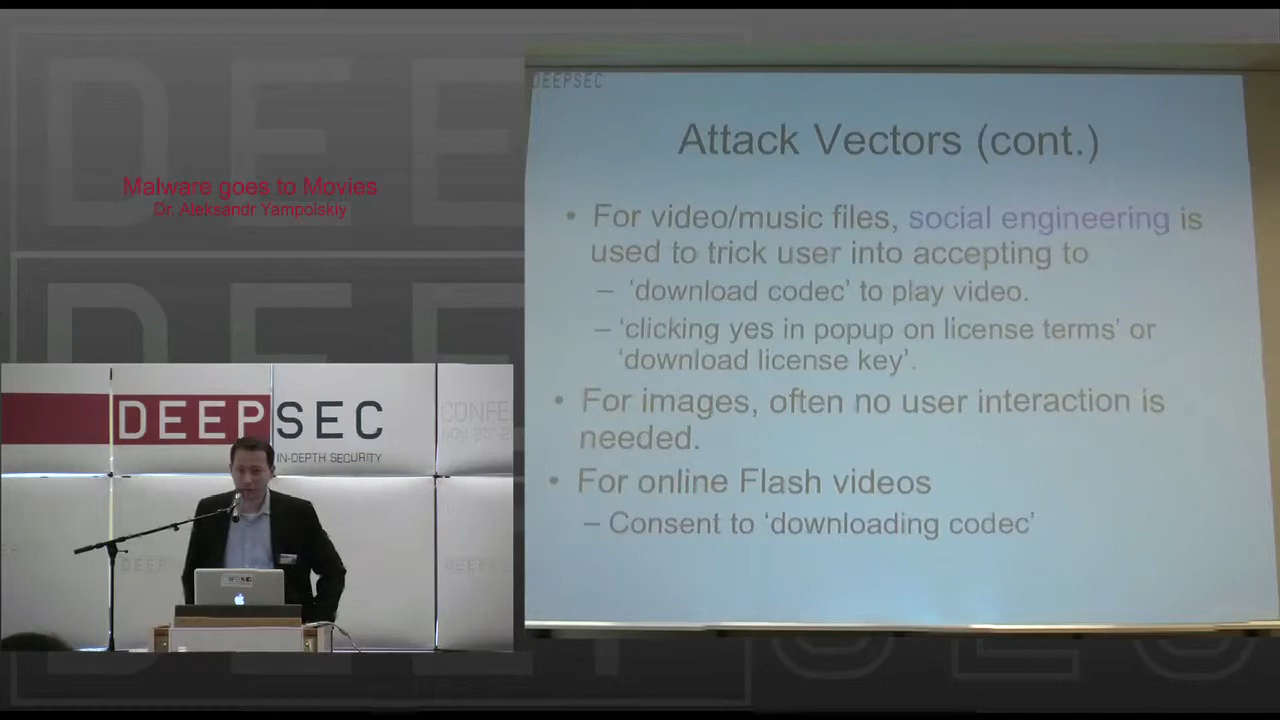 DEEPSEC
Attack Vectors (cont.)
• For video/music files, social engineering is
used to trick user into accepting to
– ‘download codec’ to play video.
– ‘clicking yes in popup on license terms’ or
‘download license key’.
• For images, often no user interaction is
needed.
• For online Flash videos
– Consent to ‘downloading codec’
Malware goes to Movies
Dr. Aleksandr Yampolskiy
DEEPSEC
IN-DEPTH SECURITY
CONFE
DEEPSEC